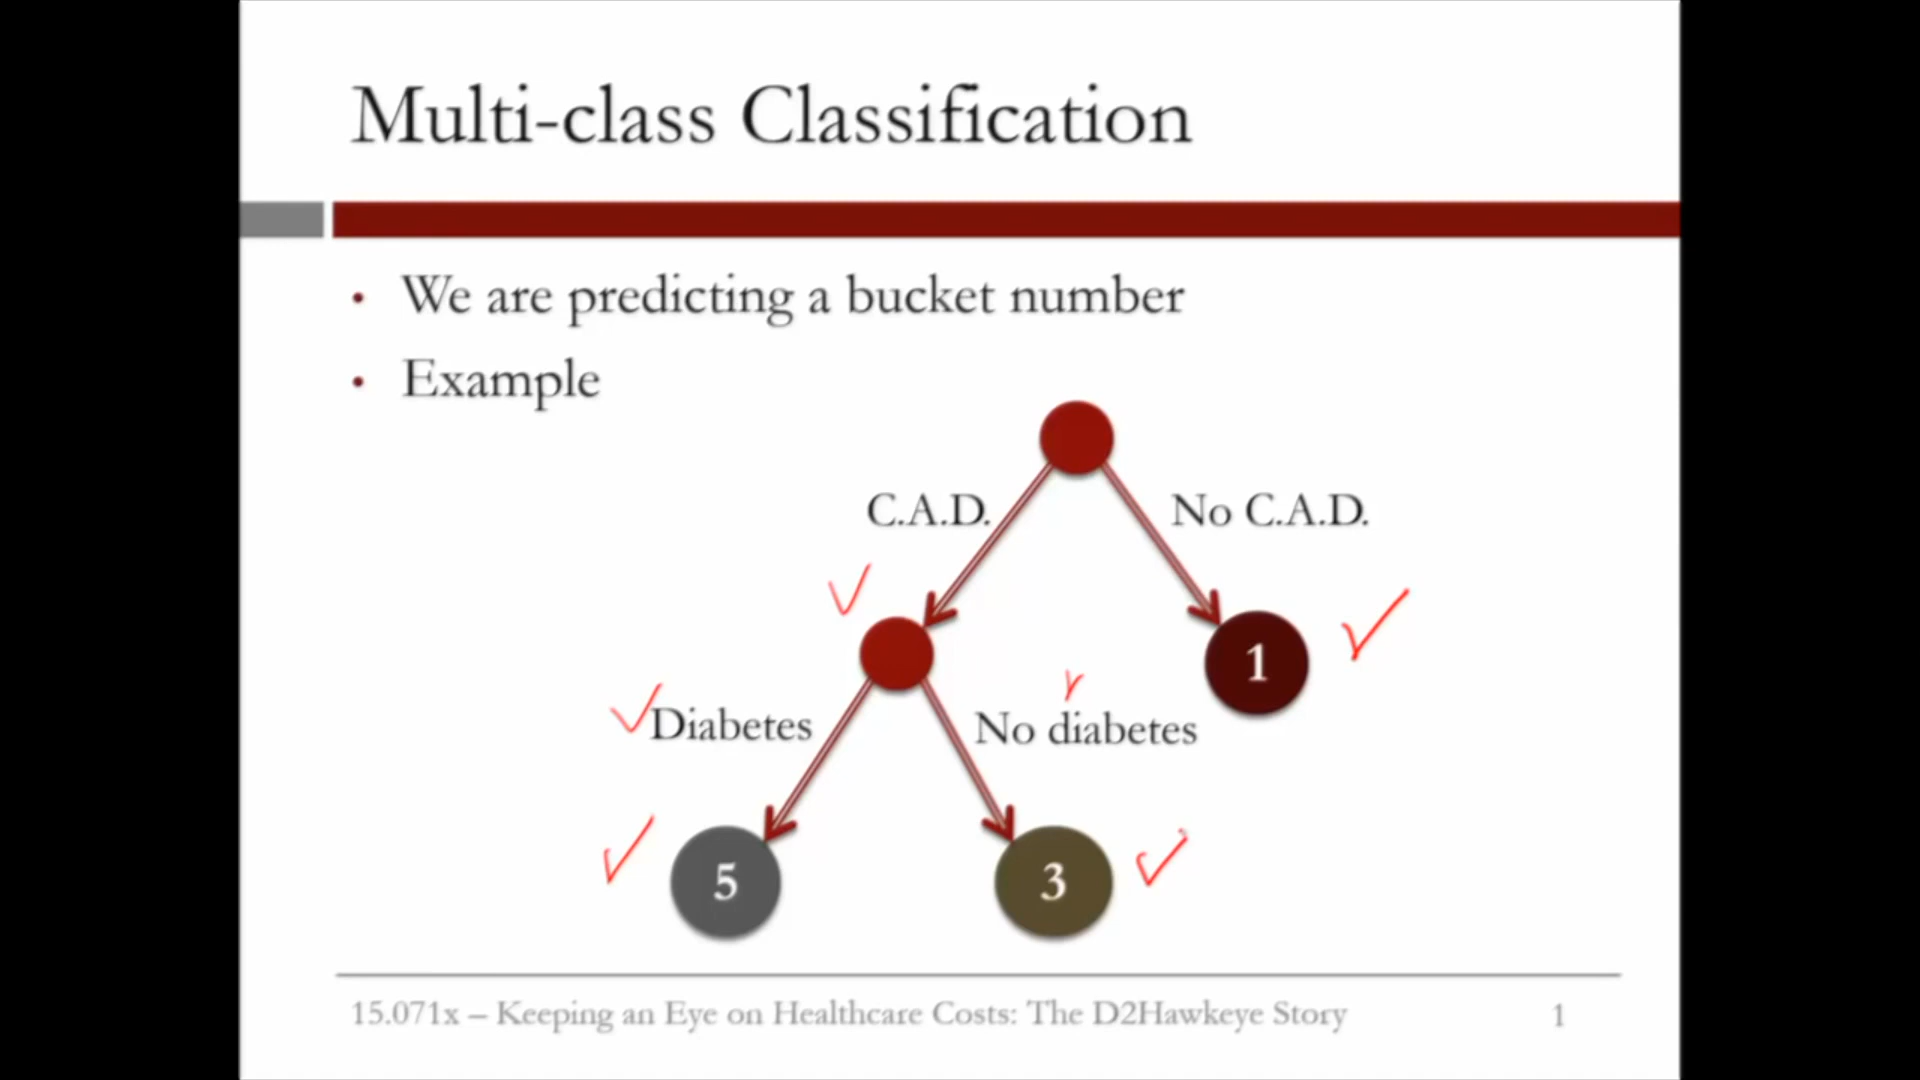 Multi-class Classification
• We are predicting a bucket number
• Example
C.A.D.
No C.A.D.
1
Diabetes
No diabetes
5
3
15.071x – Keeping an Eye on Healthcare Costs: The D2Hawkeye Story
1